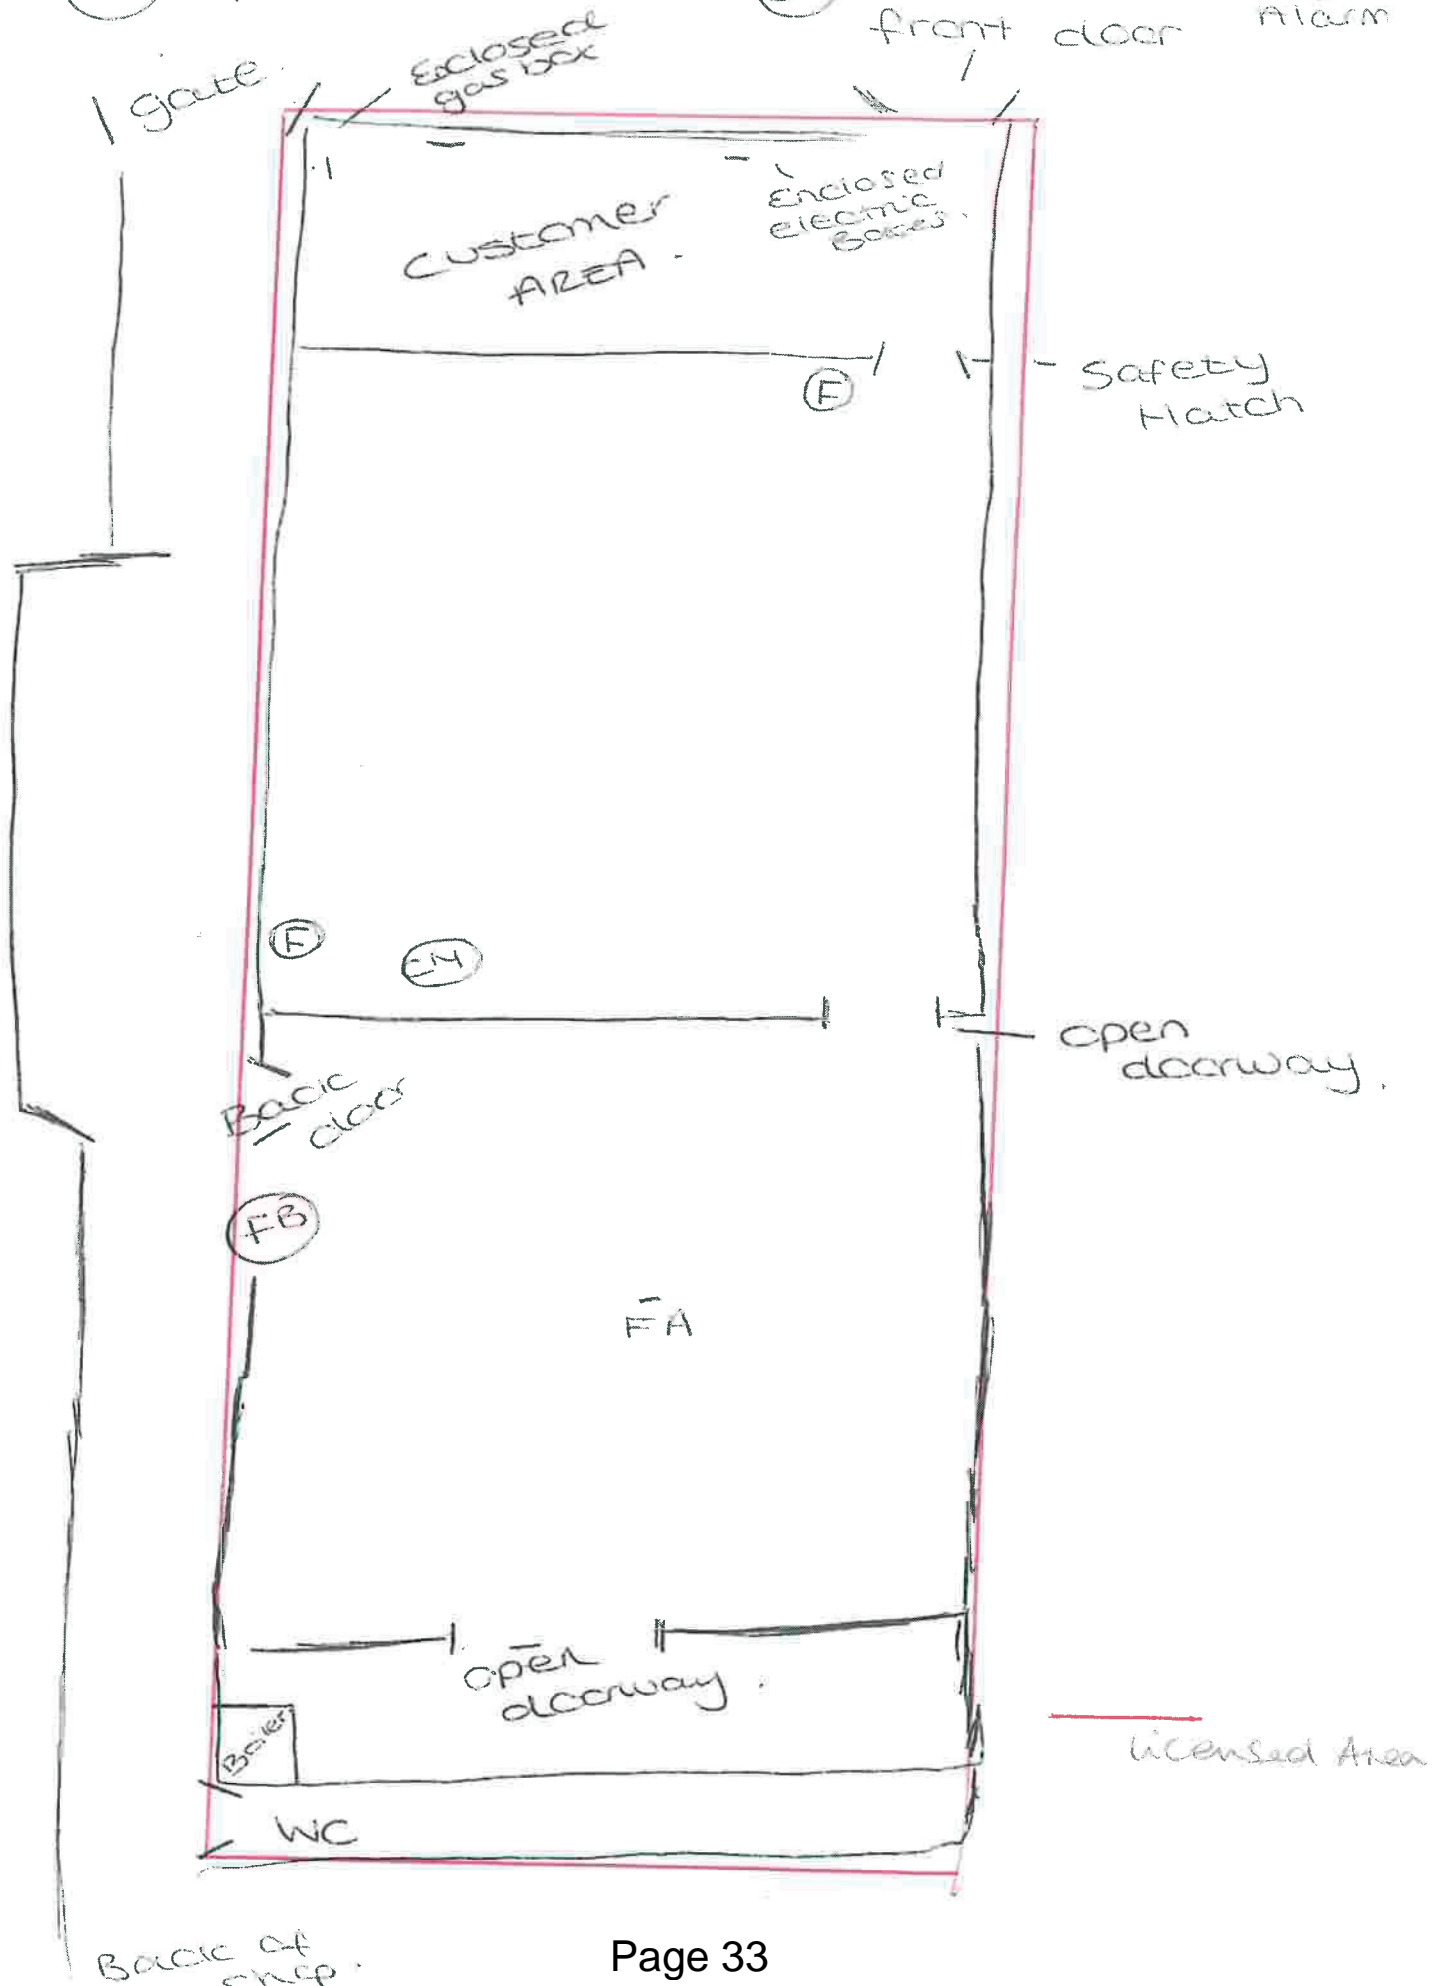 Alarm
front door
Enclosed
gas box
gate.
Enclosed
electric
Boxes.
Customer
AREA.
F
Safety
Hatch
F
EM
open
doorway.
Back
door
FB
FA
open
doorway.
Boiler
Licensed Area
WC
Back of
shop.
Page 33